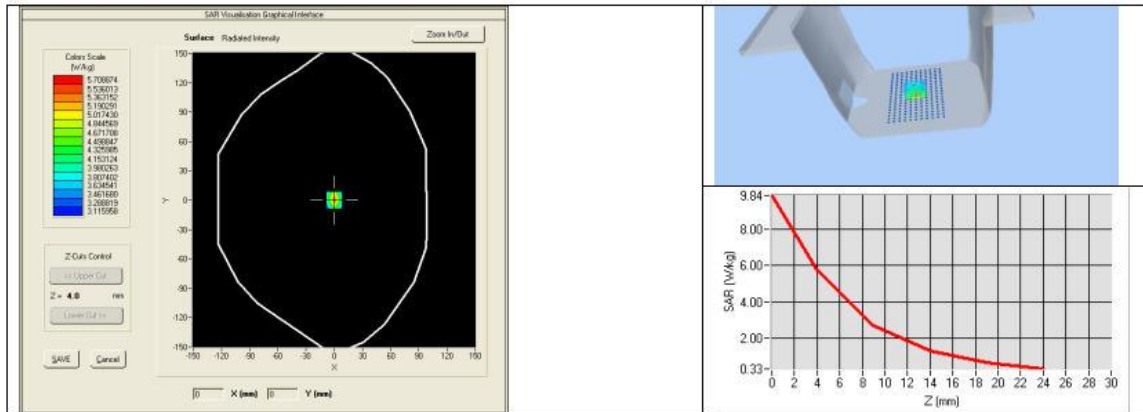 SAR Visualisation Graphical Interface
Surface Radiated Intensity
Zoom In/Out
Colors Scale
(W/kg)
5.708874
5.536013
5.363152
5.190291
5.017430
4.844569
4.671708
4.498847
4.325985
4.153124
3.980263
3.807402
3.634541
3.461680
3.288819
3.115958
150
120
90
60
30
0
-30
-60
-90
-120
-150
Y
-150 -120 -90 -60 -30 0 30 60 90 120 150
X
Z-Cuts Control
<< Upper Cut
Z = 4.0 mm
Lower Cut >>
SAVE Cancel
0 X (mm) 0 Y (mm)
9.84
8.00
6.00
4.00
2.00
0.33
SAR (W/kg)
0 2 4 6 8 10 12 14 16 18 20 22 24 26 28 30
Z (mm)